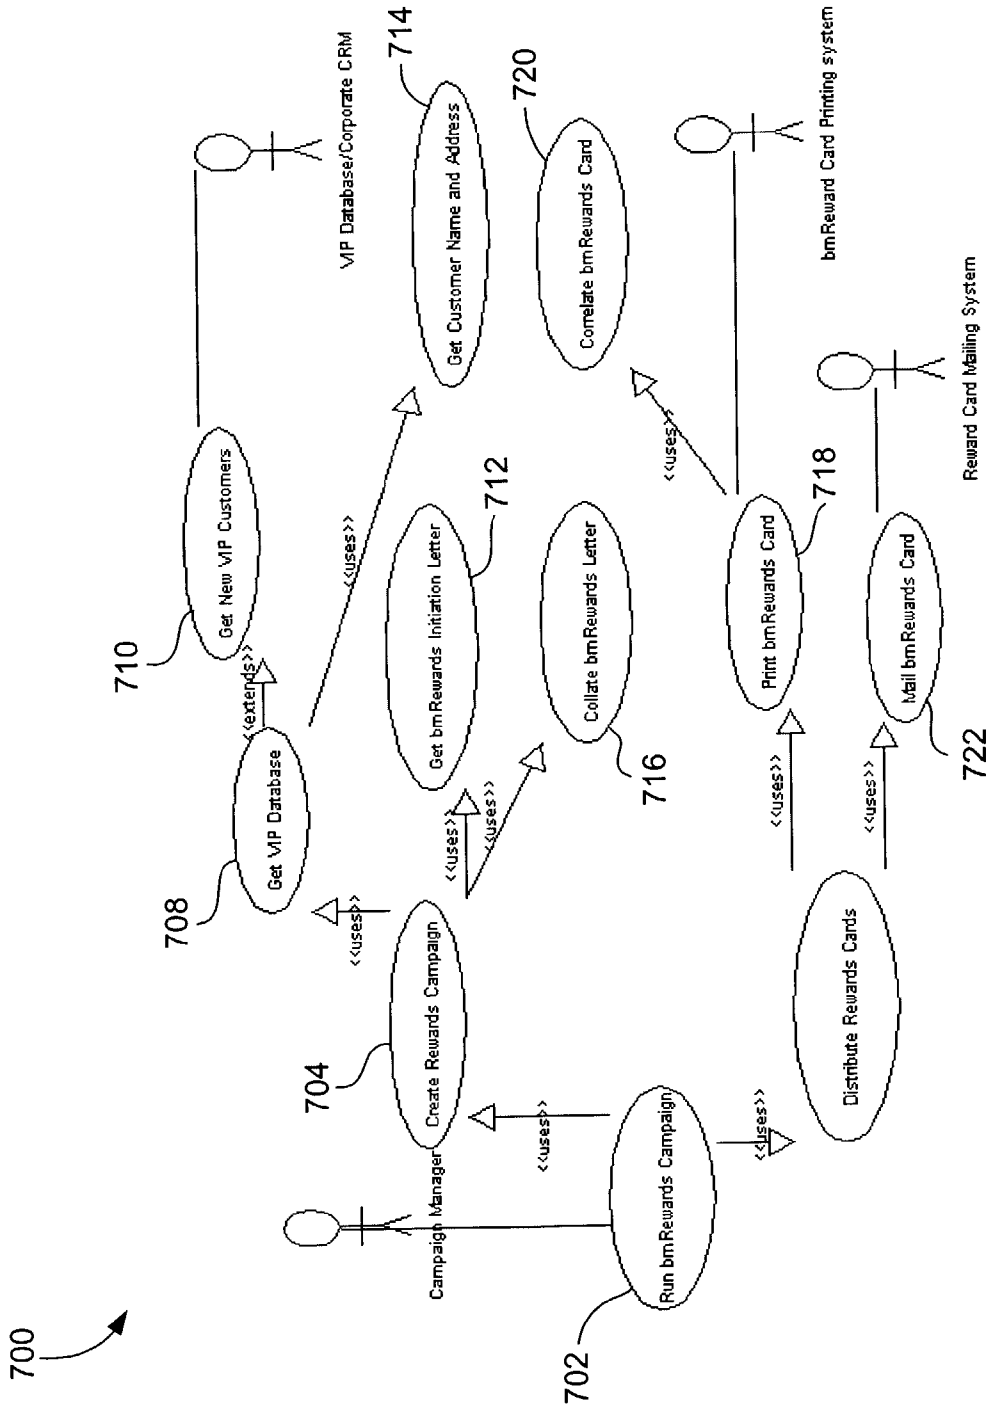 700
Campaign Manager
702
Run bmRewards Campaign
<<uses>>
<<uses>>
704
Create Rewards Campaign
Distribute Rewards Cards
<<uses>>
<<uses>>
<<uses>>
<<uses>>
<<uses>>
708
Get VIP Database
<<extends>>
710
Get New VIP Customers
<<uses>>
712
Get bmRewards Initiation Letter
716
Collate bmRewards Letter
718
Print bmRewards Card
722
Mail bmRewards Card
<<uses>>
714
Get Customer Name and Address
720
Correlate bmRewards Card
VIP Database/Corporate CRM
bmReward Card Printing system
Reward Card Mailing System